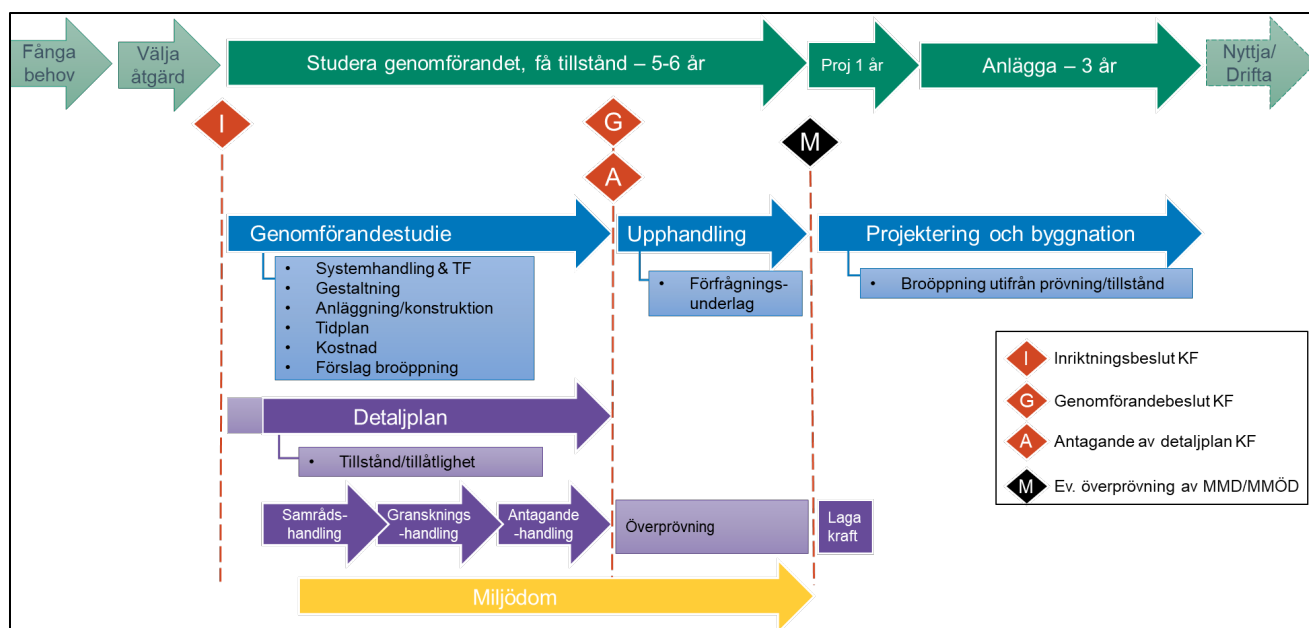 Fånga
behov
Välja
åtgärd
Studera genomförandet, få tillstånd – 5-6 år
Proj 1 år
Anlägga – 3 år
Nyttja/
Drifta
I
G
A
M
Genomförandestudie
• Systemhandling & TF
• Gestaltning
• Anläggning/konstruktion
• Tidplan
• Kostnad
• Förslag broöppning
Upphandling
• Förfrågnings-
underlag
Projektering och byggnation
• Broöppning utifrån prövning/tillstånd
I Inriktningsbeslut KF
G Genomförandebeslut KF
A Antagande av detaljplan KF
M Ev. överprövning av MMD/MMÖD
Detaljplan
• Tillstånd/tillåtlighet
Samråds-
handling
Gransknings
-handling
Antagande
-handling
Överprövning
Laga
kraft
Miljödom